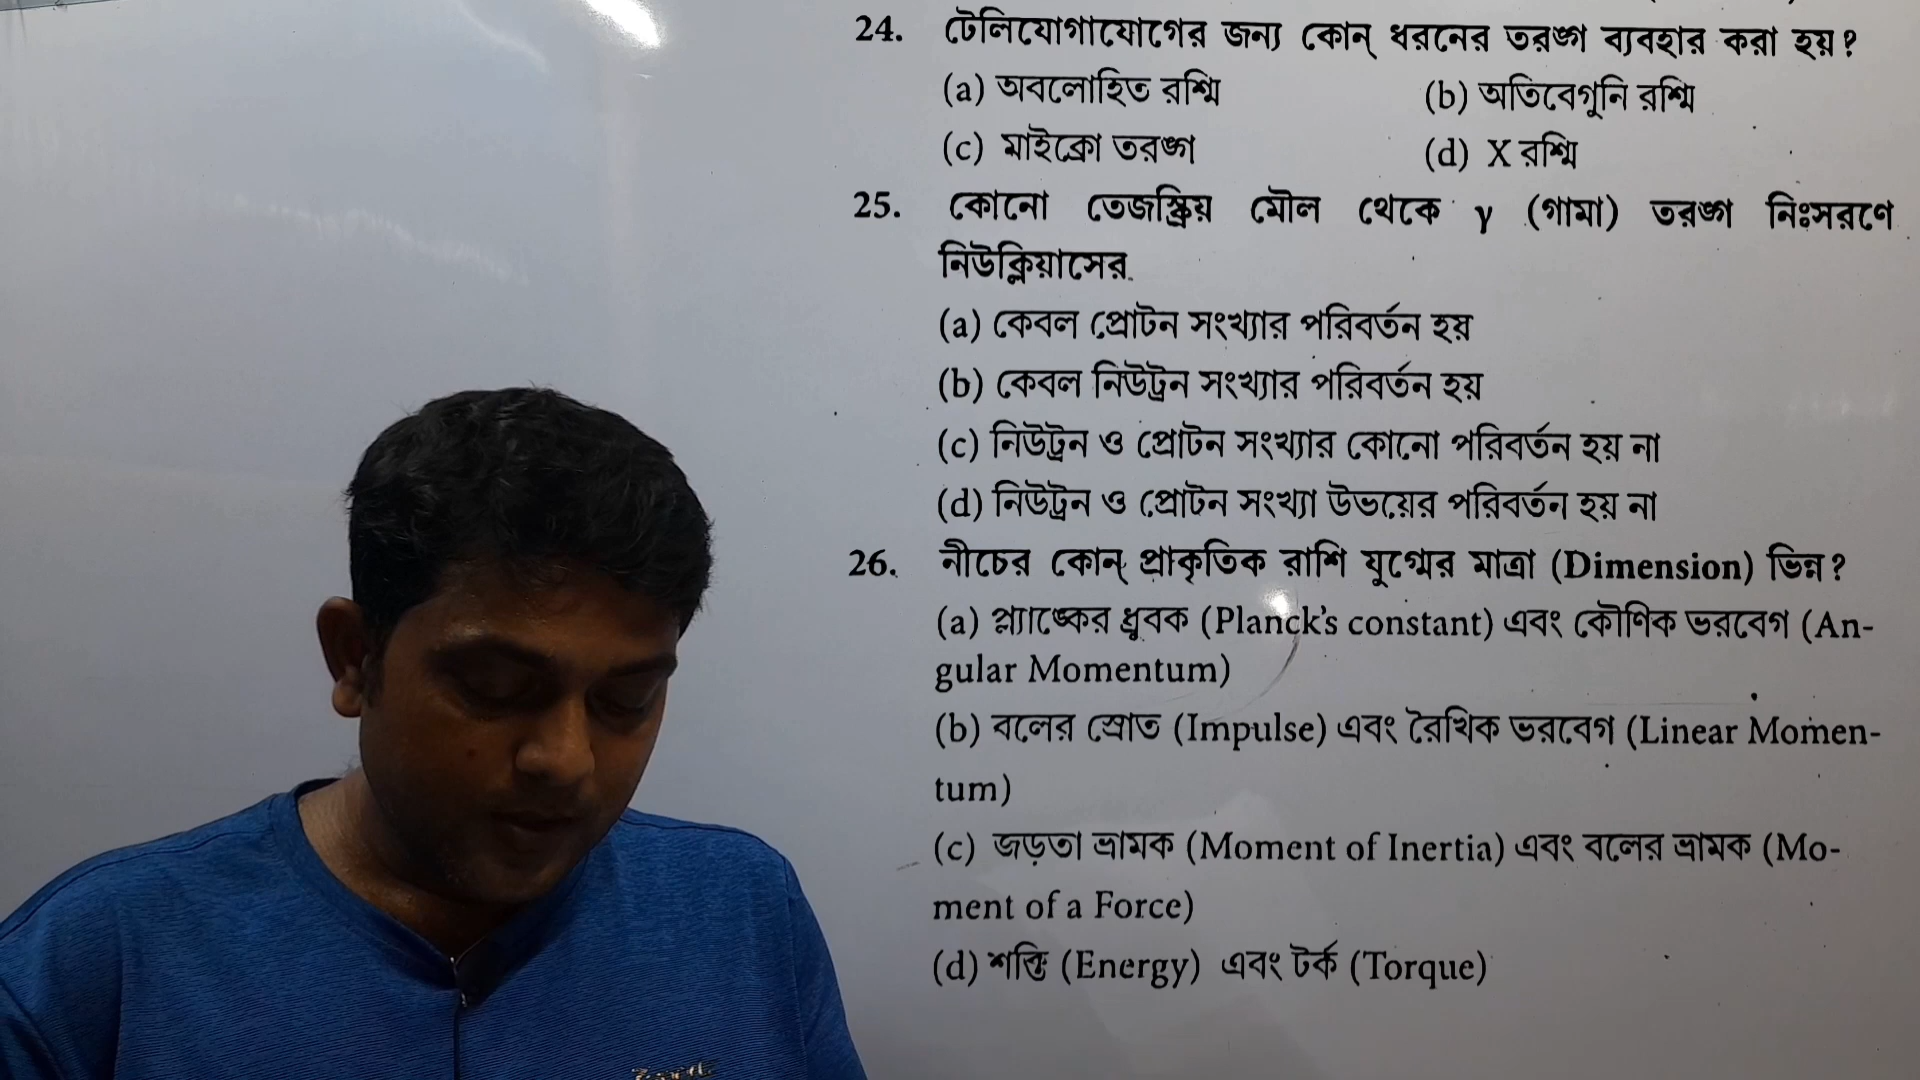 24. টেলিযোগাযোগের জন্য কোন্ ধরনের তরঙ্গ ব্যবহার করা হয়?
(a) অবলোহিত রশ্মি (b) অতিবেগুনি রশ্মি
(c) মাইক্রো তরঙ্গ (d) X রশ্মি
25. কোনো তেজস্ক্রিয় মৌল থেকে γ (গামা) তরঙ্গ নিঃসরণে
নিউক্লিয়াসের
(a) কেবল প্রোটন সংখ্যার পরিবর্তন হয়
(b) কেবল নিউট্রন সংখ্যার পরিবর্তন হয়
(c) নিউট্রন ও প্রোটন সংখ্যার কোনো পরিবর্তন হয় না
(d) নিউট্রন ও প্রোটন সংখ্যা উভয়ের পরিবর্তন হয় না
26. নীচের কোন্ প্রাকৃতিক রাশি যুগ্মের মাত্রা (Dimension) ভিন্ন?
(a) প্ল্যাঙ্কের ধ্রুবক (Planck's constant) এবং কৌণিক ভরবেগ (An-
gular Momentum)
(b) বলের স্রোত (Impulse) এবং রৈখিক ভরবেগ (Linear Momen-
tum)
(c) জড়তা ভ্রামক (Moment of Inertia) এবং বলের ভ্রামক (Mo-
ment of a Force)
(d) শক্তি (Energy) এবং টর্ক (Torque)